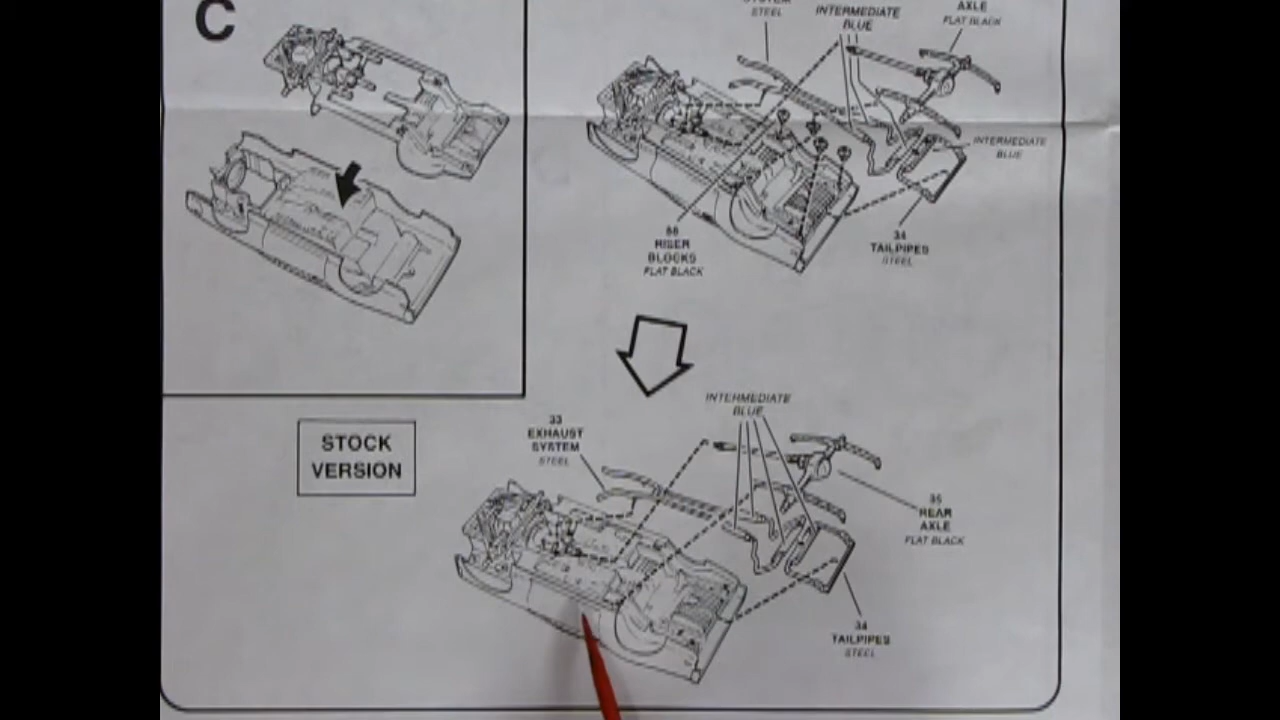 C
STEEL
INTERMEDIATE
BLUE
AXLE
FLAT BLACK
INTERMEDIATE
BLUE
RISER
BLOCKS
FLAT BLACK
34
TAILPIPES
STEEL
STOCK
VERSION
33
EXHAUST
SYSTEM
STEEL
INTERMEDIATE
BLUE
35
REAR
AXLE
FLAT BLACK
34
TAILPIPES
STEEL